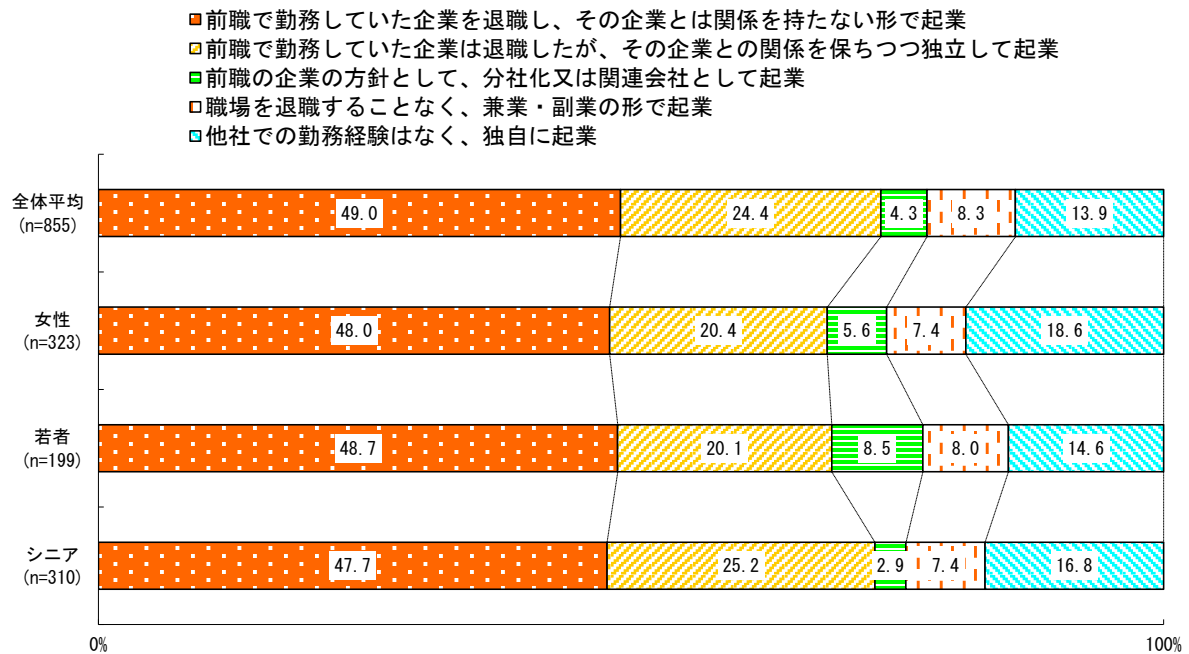 前職で勤務していた企業を退職し、その企業とは関係を持たない形で起業
前職で勤務していた企業は退職したが、その企業との関係を保ちつつ独立して起業
前職の企業の方針として、分社化又は関連会社として起業
職場を退職することなく、兼業・副業の形で起業
他社での勤務経験はなく、独自に起業
全体平均
(n=855)
49.0 24.4 4.3 8.3 13.9
女性
(n=323)
48.0 20.4 5.6 7.4 18.6
若者
(n=199)
48.7 20.1 8.5 8.0 14.6
シニア
(n=310)
47.7 25.2 2.9 7.4 16.8
0% 100%